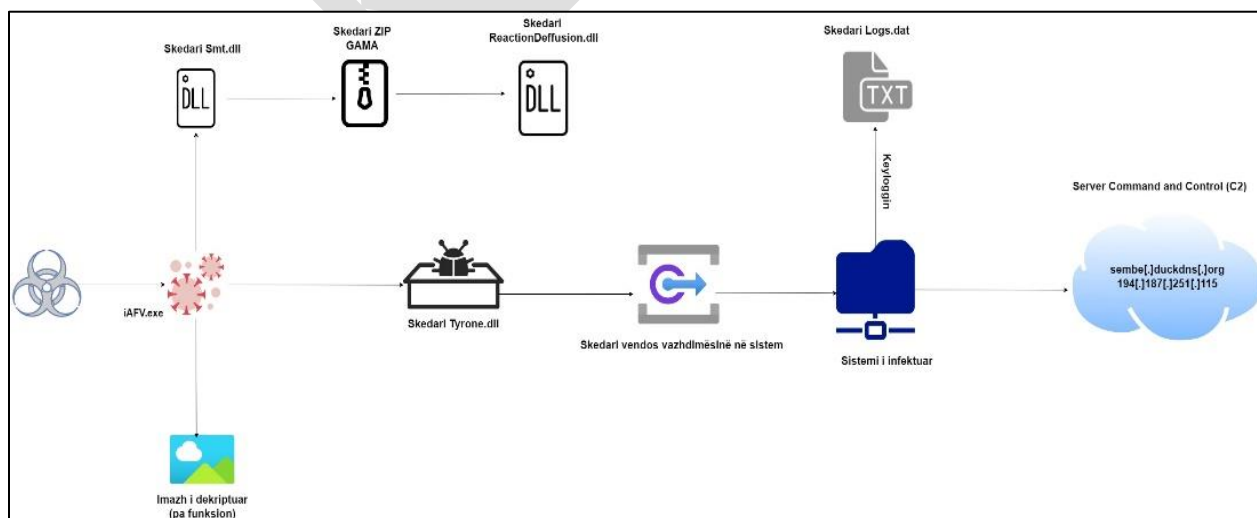 Skedari Smt.dll
DLL
Skedari ZIP
GAMA
Skedari
ReactionDeffusion.dll
DLL
Skedari Logs.dat
TXT
Keyloggin
Server Command and Control (C2)
sembe[.]duckdns[.]org
194[.]187[.]251[.]115
iAFV.exe
Skedari Tyrone.dll
Skedari vendos vazhdimësinë në sistem
Sistemi i infektuar
Imazh i dekriptuar
(pa funksion)